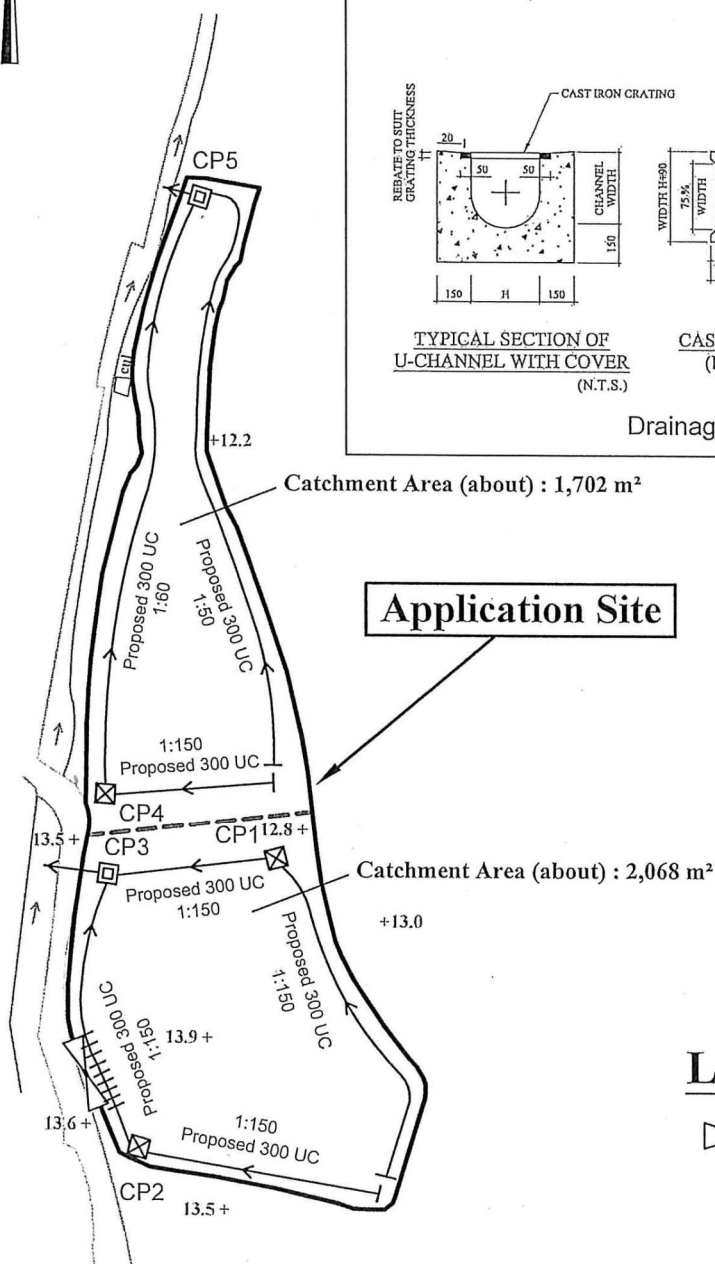 CAST IRON CRATING
REBATE TO SUIT
GRATING THICKNESS
20
50
50
CHANNEL
WIDTH
150
150
H
150
WIDTH H+90
75%
WIDTH
TYPICAL SECTION OF
U-CHANNEL WITH COVER
(N.T.S.)
CAS
Drainag
CP5
+12.2
Catchment Area (about) : 1,702 m²
Proposed 300 UC
1:60
Proposed 300 UC
1:50
Application Site
1:150
Proposed 300 UC
CP4
13.5 +
CP3
CP1
12.8 +
Proposed 300 UC
1:150
Catchment Area (about) : 2,068 m²
+13.0
Proposed 300 UC
1:150
Proposed 300 UC
1:150
13.9 +
13.6 +
1:150
Proposed 300 UC
CP2
13.5 +
L